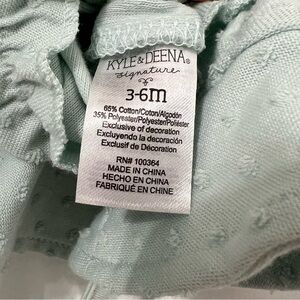 KYLE & DEENA®
signature
3-6m
65% Cotton/Coton/Algodón
35% Polyester/Polyester/Poliéster
Exclusive of decoration
Excluyendo la decoración
Exclusif du Décoration
RN# 100364
MADE IN CHINA
HECHO EN CHINA
FABRIQUÉ EN CHINE